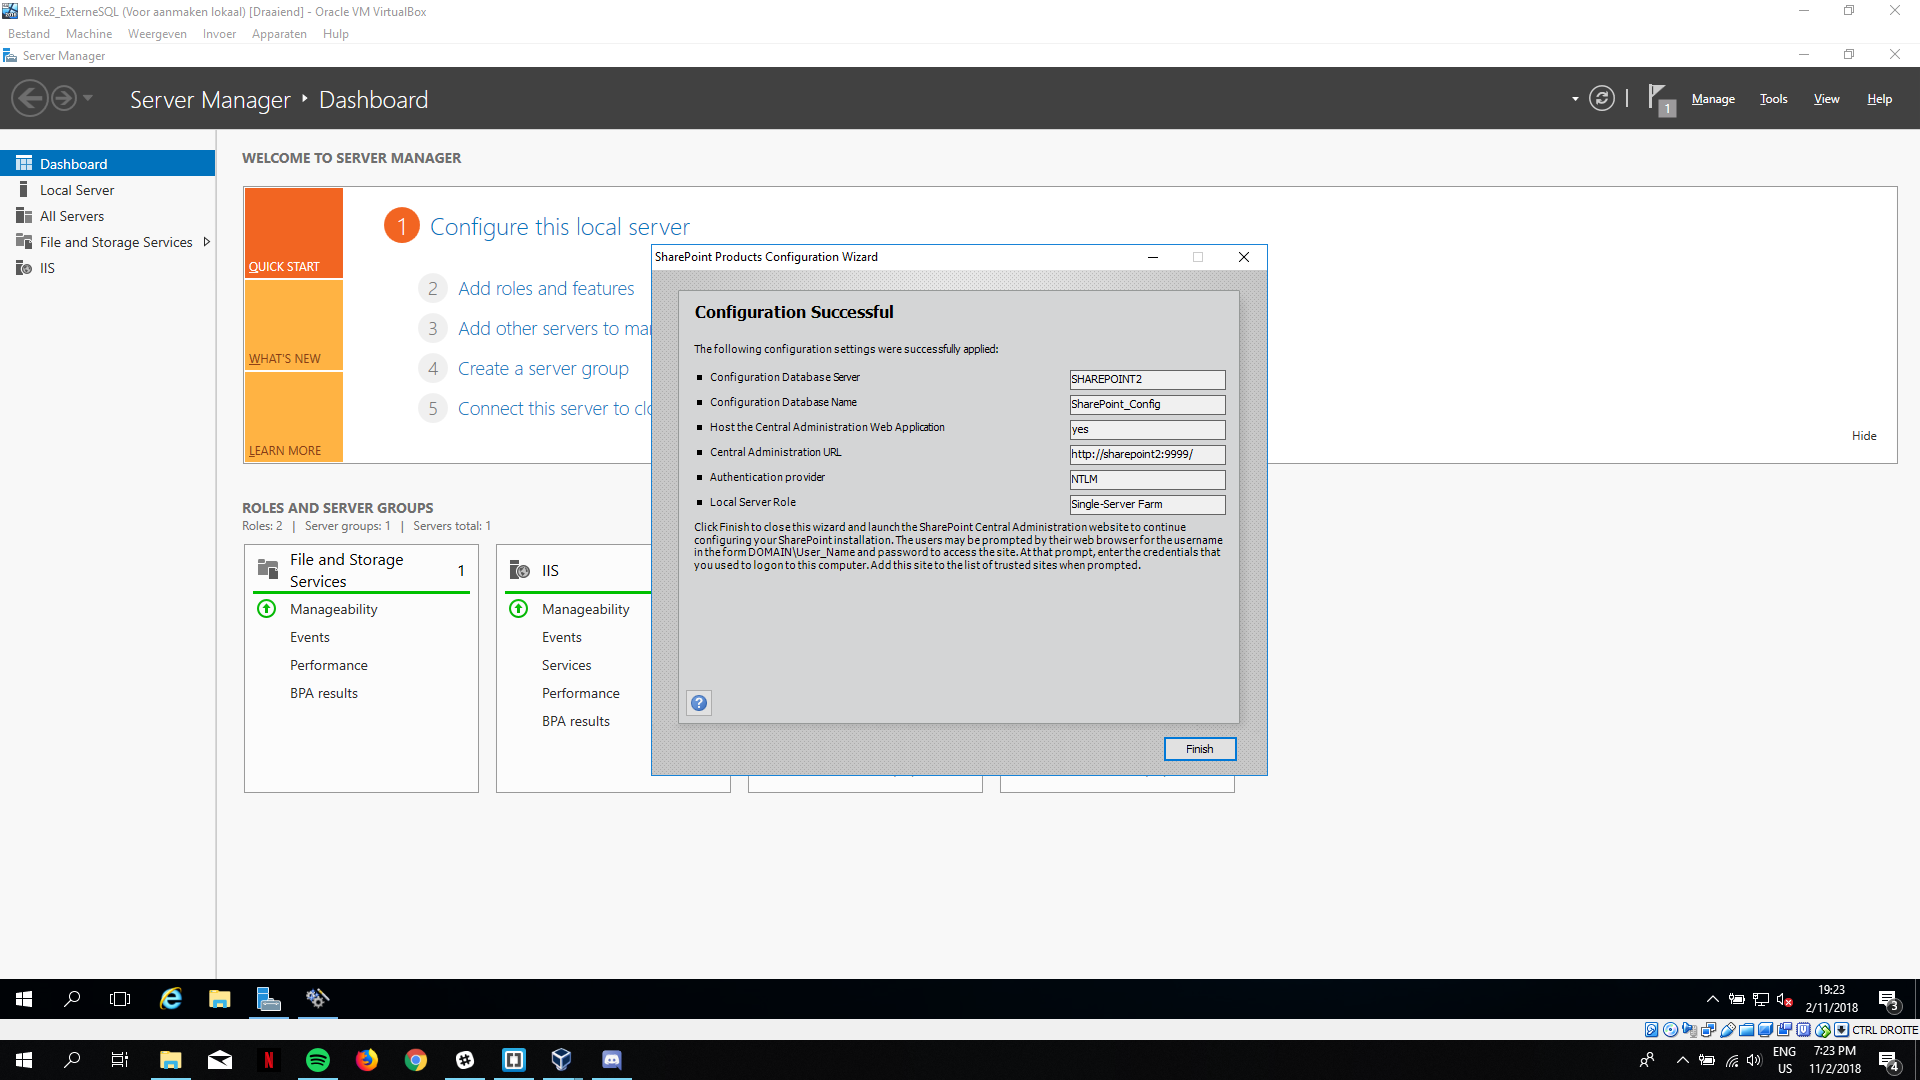 Mike2_ExterneSQL (Voor aanmaken lokaal) [Draaiend] - Oracle VM VirtualBox
Bestand Machine Weergeven Invoer Apparaten Hulp
Server Manager
Server Manager ‣ Dashboard
1
Manage Tools View Help
Dashboard
Local Server
All Servers
File and Storage Services
IIS
WELCOME TO SERVER MANAGER
QUICK START
WHAT'S NEW
LEARN MORE
1 Configure this local server
2 Add roles and features
3 Add other servers to
4 Create a server group
5 Connect this server to
Hide
SharePoint Products Configuration Wizard
Configuration Successful
The following configuration settings were successfully applied:
Configuration Database Server SHAREPOINT2
Configuration Database Name SharePoint_Config
Host the Central Administration Web Application yes
Central Administration URL http://sharepoint2:9999/
Authentication provider NTLM
Local Server Role Single-Server Farm
Click Finish to close this wizard and launch the SharePoint Central Administration website to continue
configuring your SharePoint installation. The users may be prompted by their web browser for the username
in the form DOMAIN\User_Name and password to access the site. At that prompt, enter the credentials that
you used to logon to this computer. Add this site to the list of trusted sites when prompted.
Finish
ROLES AND SERVER GROUPS
Roles: 2 | Server groups: 1 | Servers total: 1
File and Storage
Services
1
Manageability
Events
Performance
BPA results
IIS
Manageability
Events
Services
Performance
BPA results
19:23
2/11/2018
3
CTRL DROITE
ENG
US
7:23 PM
11/2/2018
4